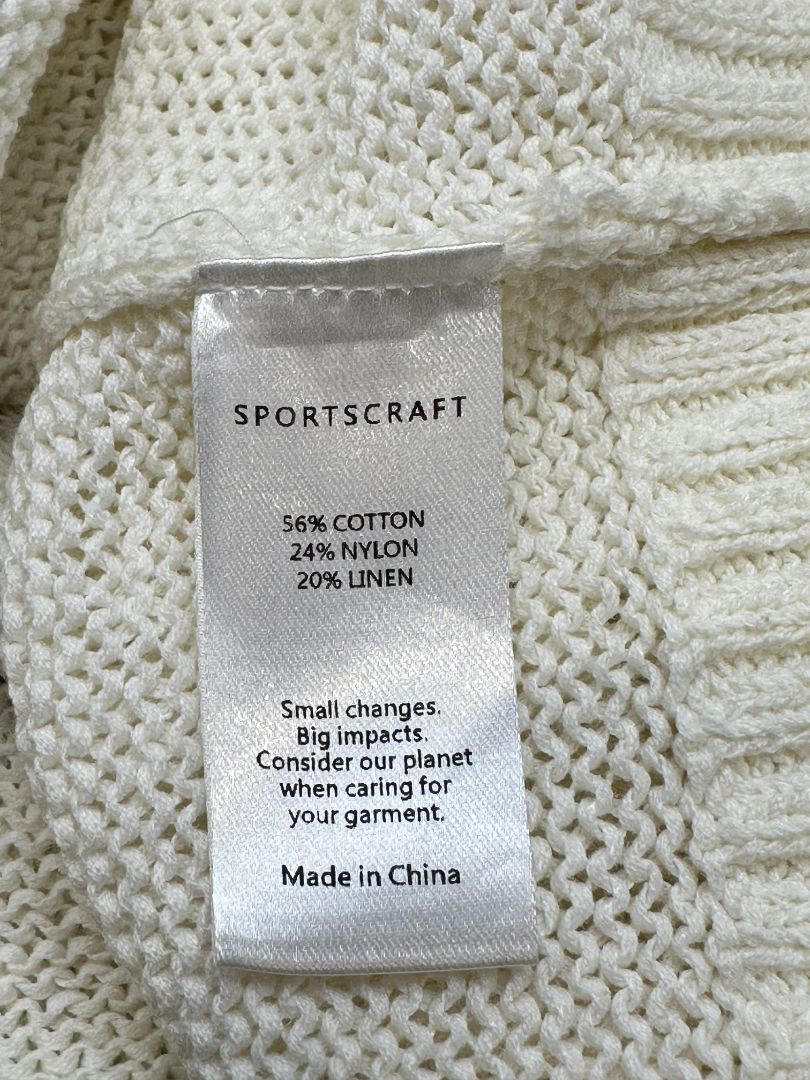 SPORTSCRAFT
56% COTTON
24% NYLON
20% LINEN
Small changes.
Big impacts.
Consider our planet
when caring for
your garment.
Made in China